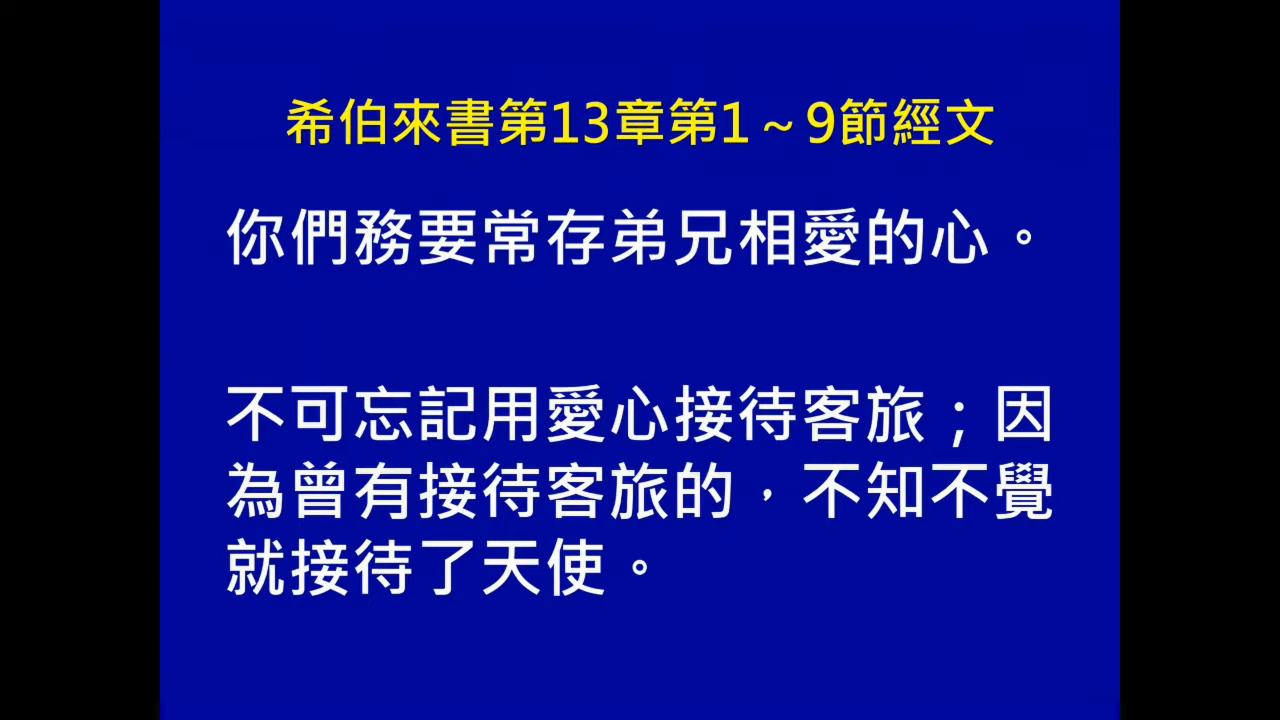 希伯來書第13章第1～9節經文
你們務要常存弟兄相愛的心。
不可忘記用愛心接待客旅；因
為曾有接待客旅的，不知不覺
就接待了天使。